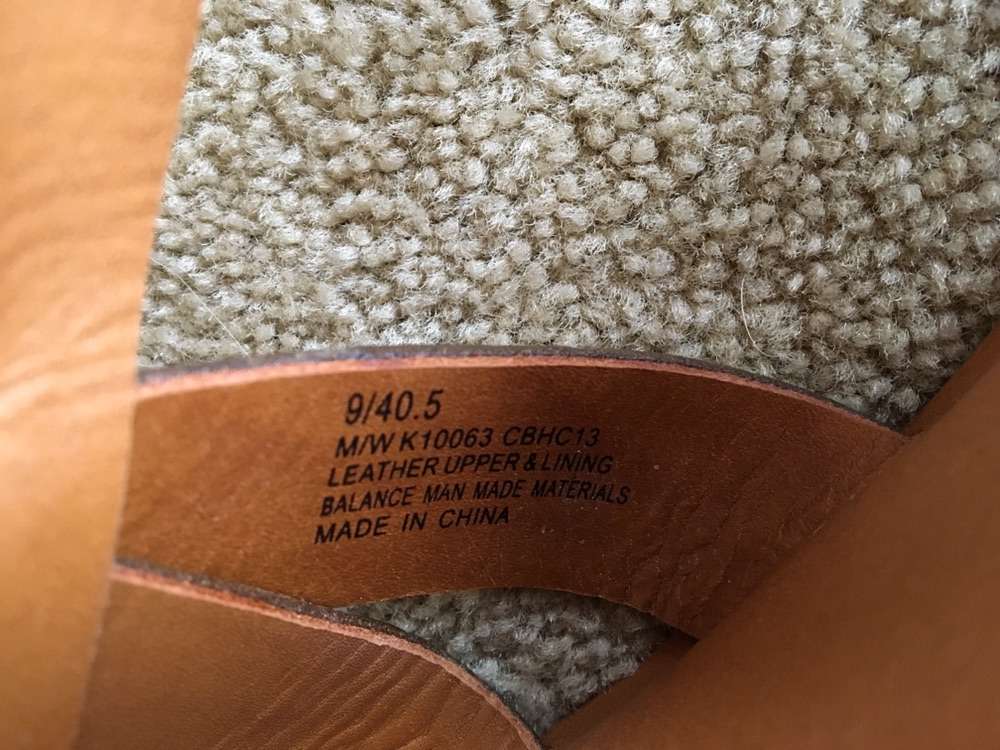 9/40.5
M/W K10063 CBHC13
LEATHER UPPER & LINING
BALANCE MAN MADE MATERIALS
MADE IN CHINA